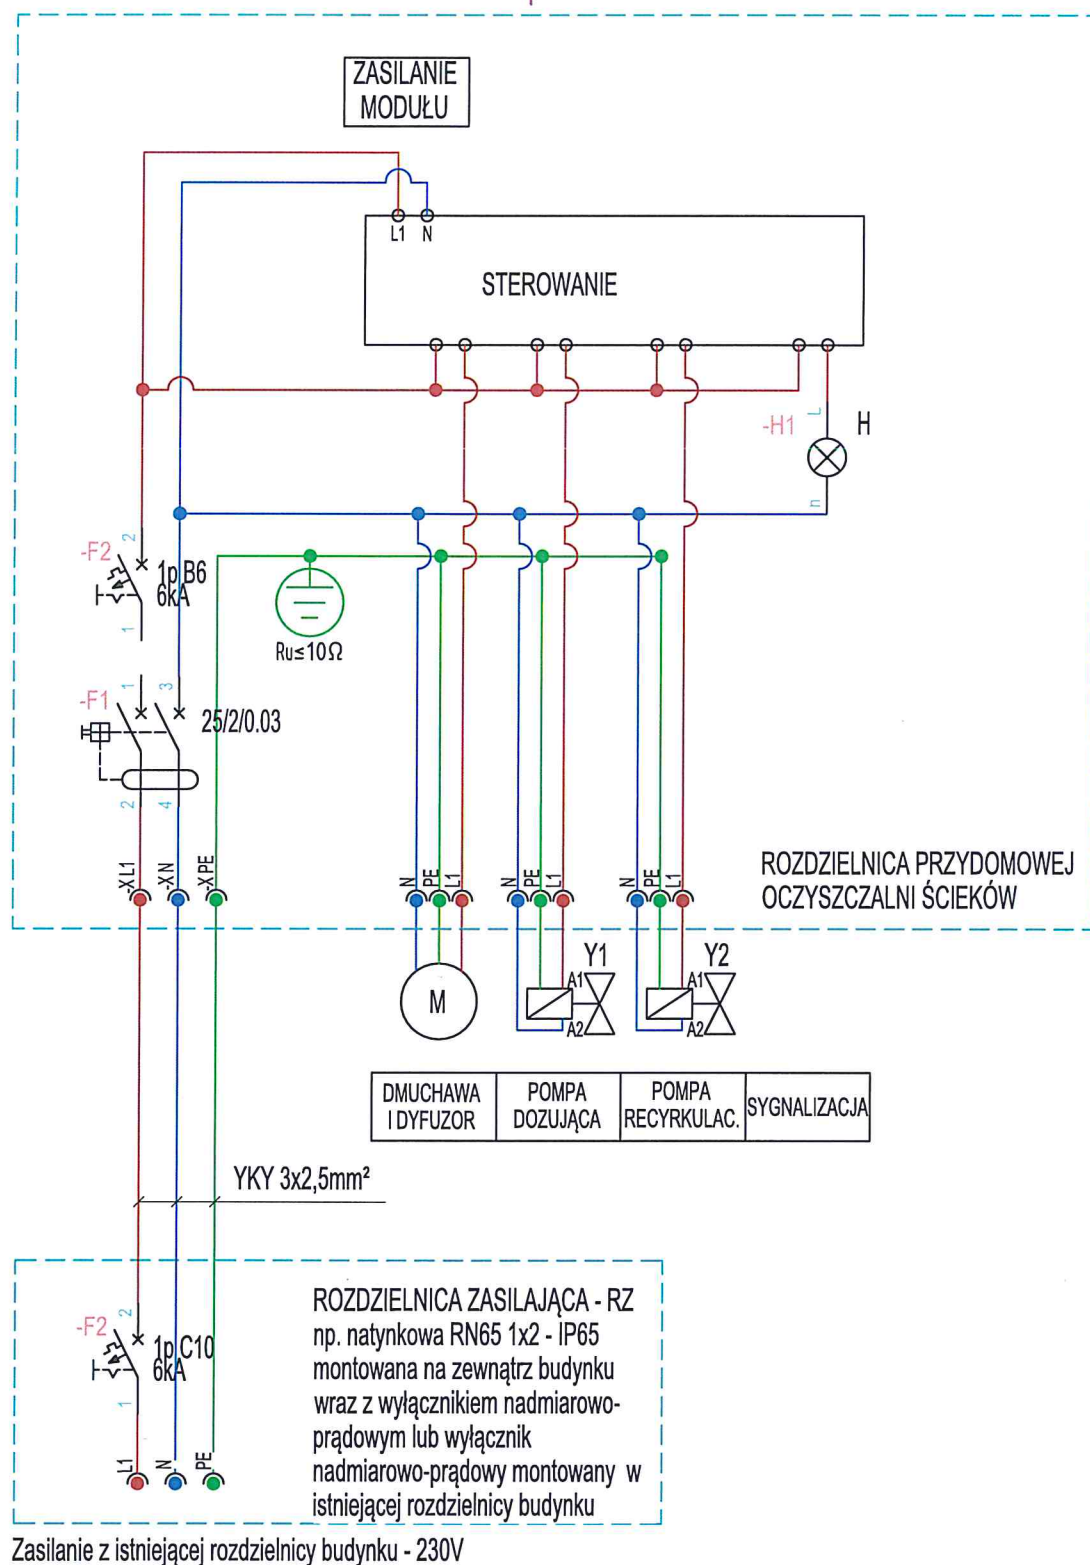 ZASILANIE
MODUŁU
L1 N
STEROWANIE
-H1 L H
n
-F2 2
1p B6
6kA
1
Ru≤10Ω
-F1 1 3
25/2/0.03
2 4
-XL1 -XN -XPE
N PE L1 N PE L1 N PE L1
ROZDZIELNICA PRZYDOMOWEJ
OCZYSZCZALNI ŚCIEKÓW
M
Y1
A1
A2
Y2
A1
A2
DMUCHAWA
I DYFUZOR
POMPA
DOZUJĄCA
POMPA
RECYRKULAC.
SYGNALIZACJA
YKY 3x2,5mm²
-F2 2
1p C10
6kA
1
L1 N PE
ROZDZIELNICA ZASILAJĄCA - RZ
np. natynkowa RN65 1x2 - IP65
montowana na zewnątrz budynku
wraz z wyłącznikiem nadmiarowo-
prądowym lub wyłącznik
nadmiarowo-prądowy montowany w
istniejącej rozdzielnicy budynku
Zasilanie z istniejącej rozdzielnicy budynku - 230V